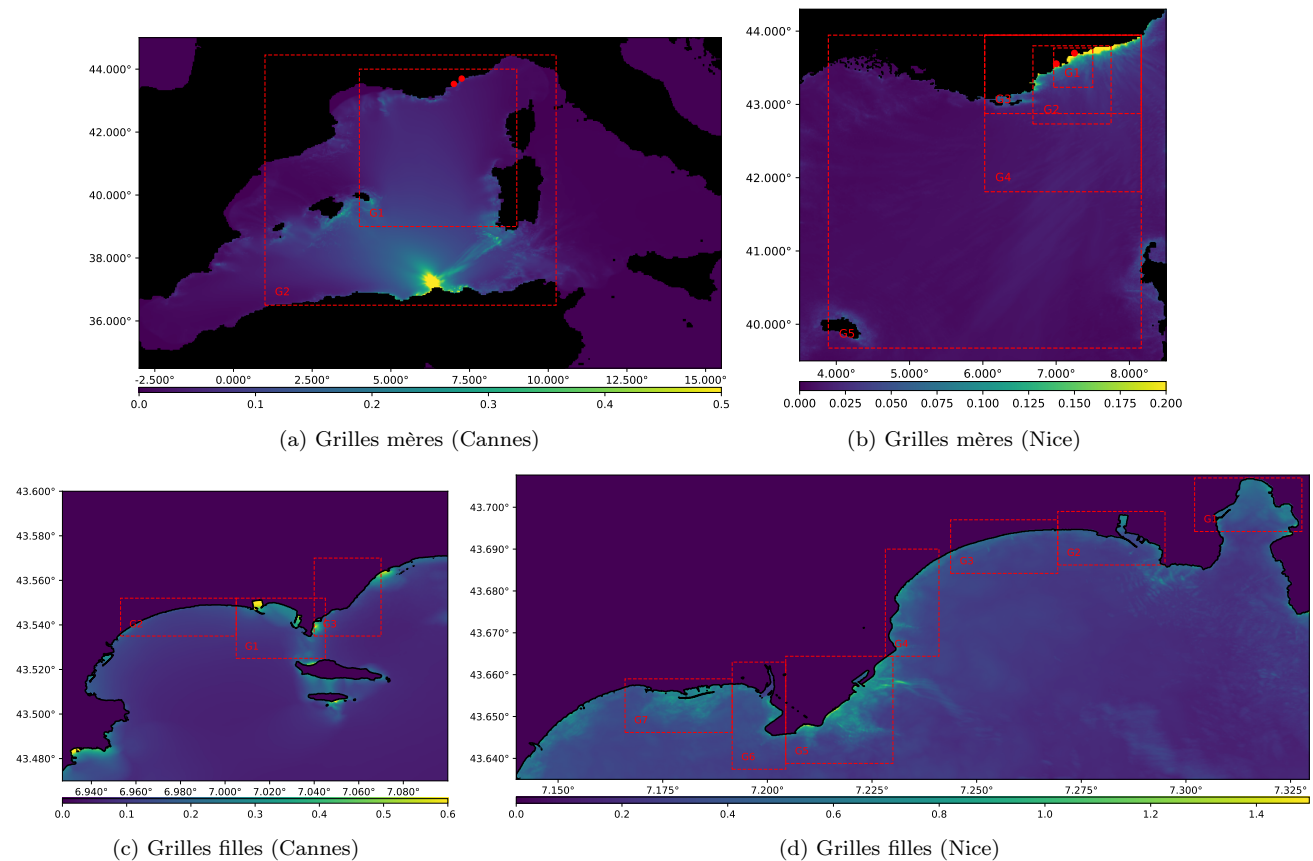 44.000°
42.000°
40.000°
38.000°
36.000°
G1
G2
-2.500° 0.000° 2.500° 5.000° 7.500° 10.000° 12.500° 15.000°
0.0 0.1 0.2 0.3 0.4 0.5
(a) Grilles mères (Cannes)
44.000°
43.000°
42.000°
41.000°
40.000°
G1
G2
G4
G5
4.000° 5.000° 6.000° 7.000° 8.000°
0.000 0.025 0.050 0.075 0.100 0.125 0.150 0.175 0.200
(b) Grilles mères (Nice)
43.600°
43.580°
43.560°
43.540°
43.520°
43.500°
43.480°
G1
6.940° 6.960° 6.980° 7.000° 7.020° 7.040° 7.060° 7.080°
0.0 0.1 0.2 0.3 0.4 0.5 0.6
(c) Grilles filles (Cannes)
43.700°
43.690°
43.680°
43.670°
43.660°
43.650°
43.640°
G1
G7
7.150° 7.175° 7.200° 7.225° 7.250° 7.275° 7.300° 7.325°
0.0 0.2 0.4 0.6 0.8 1.0 1.2 1.4
(d) Grilles filles (Nice)